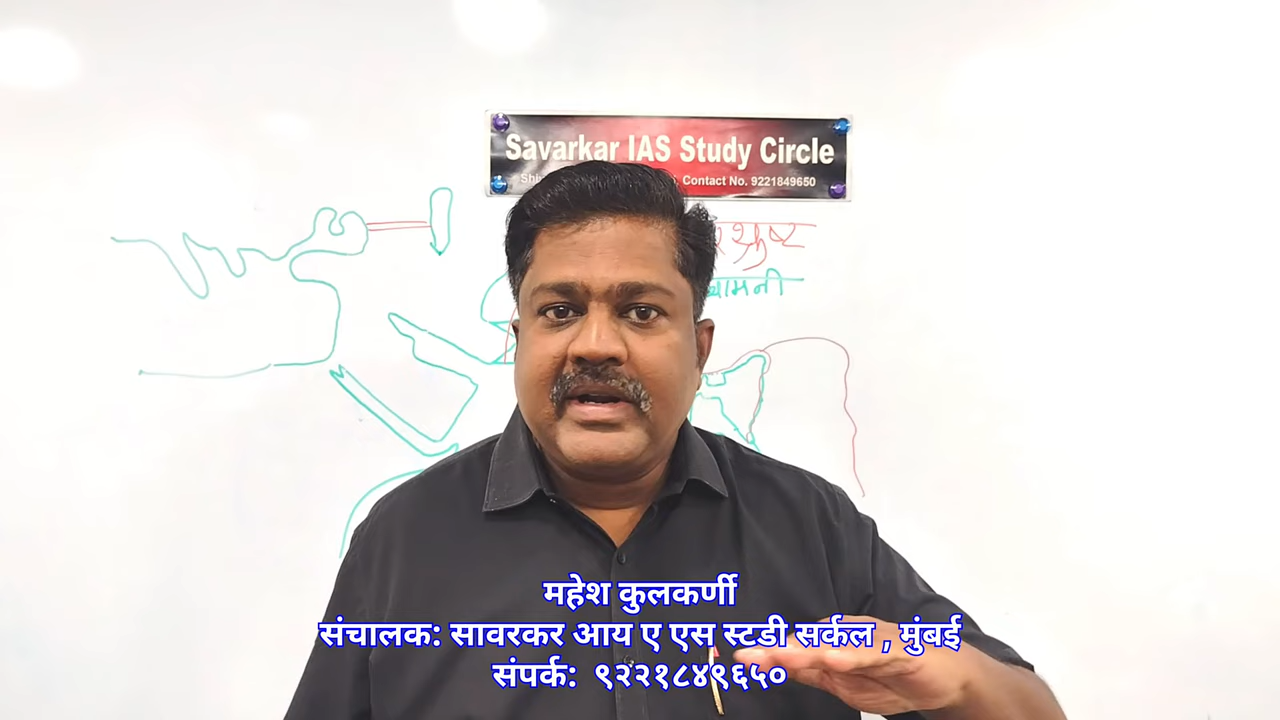 Savarkar IAS Study Circle
Contact No. 9221849650
महेश कुलकर्णी
संचालक: सावरकर आय ए एस स्टडी सर्कल , मुंबई
संपर्क: ९२२१८४९६५०